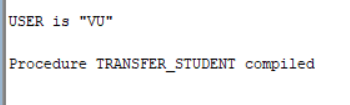 USER is "VU"
Procedure TRANSFER_STUDENT compiled